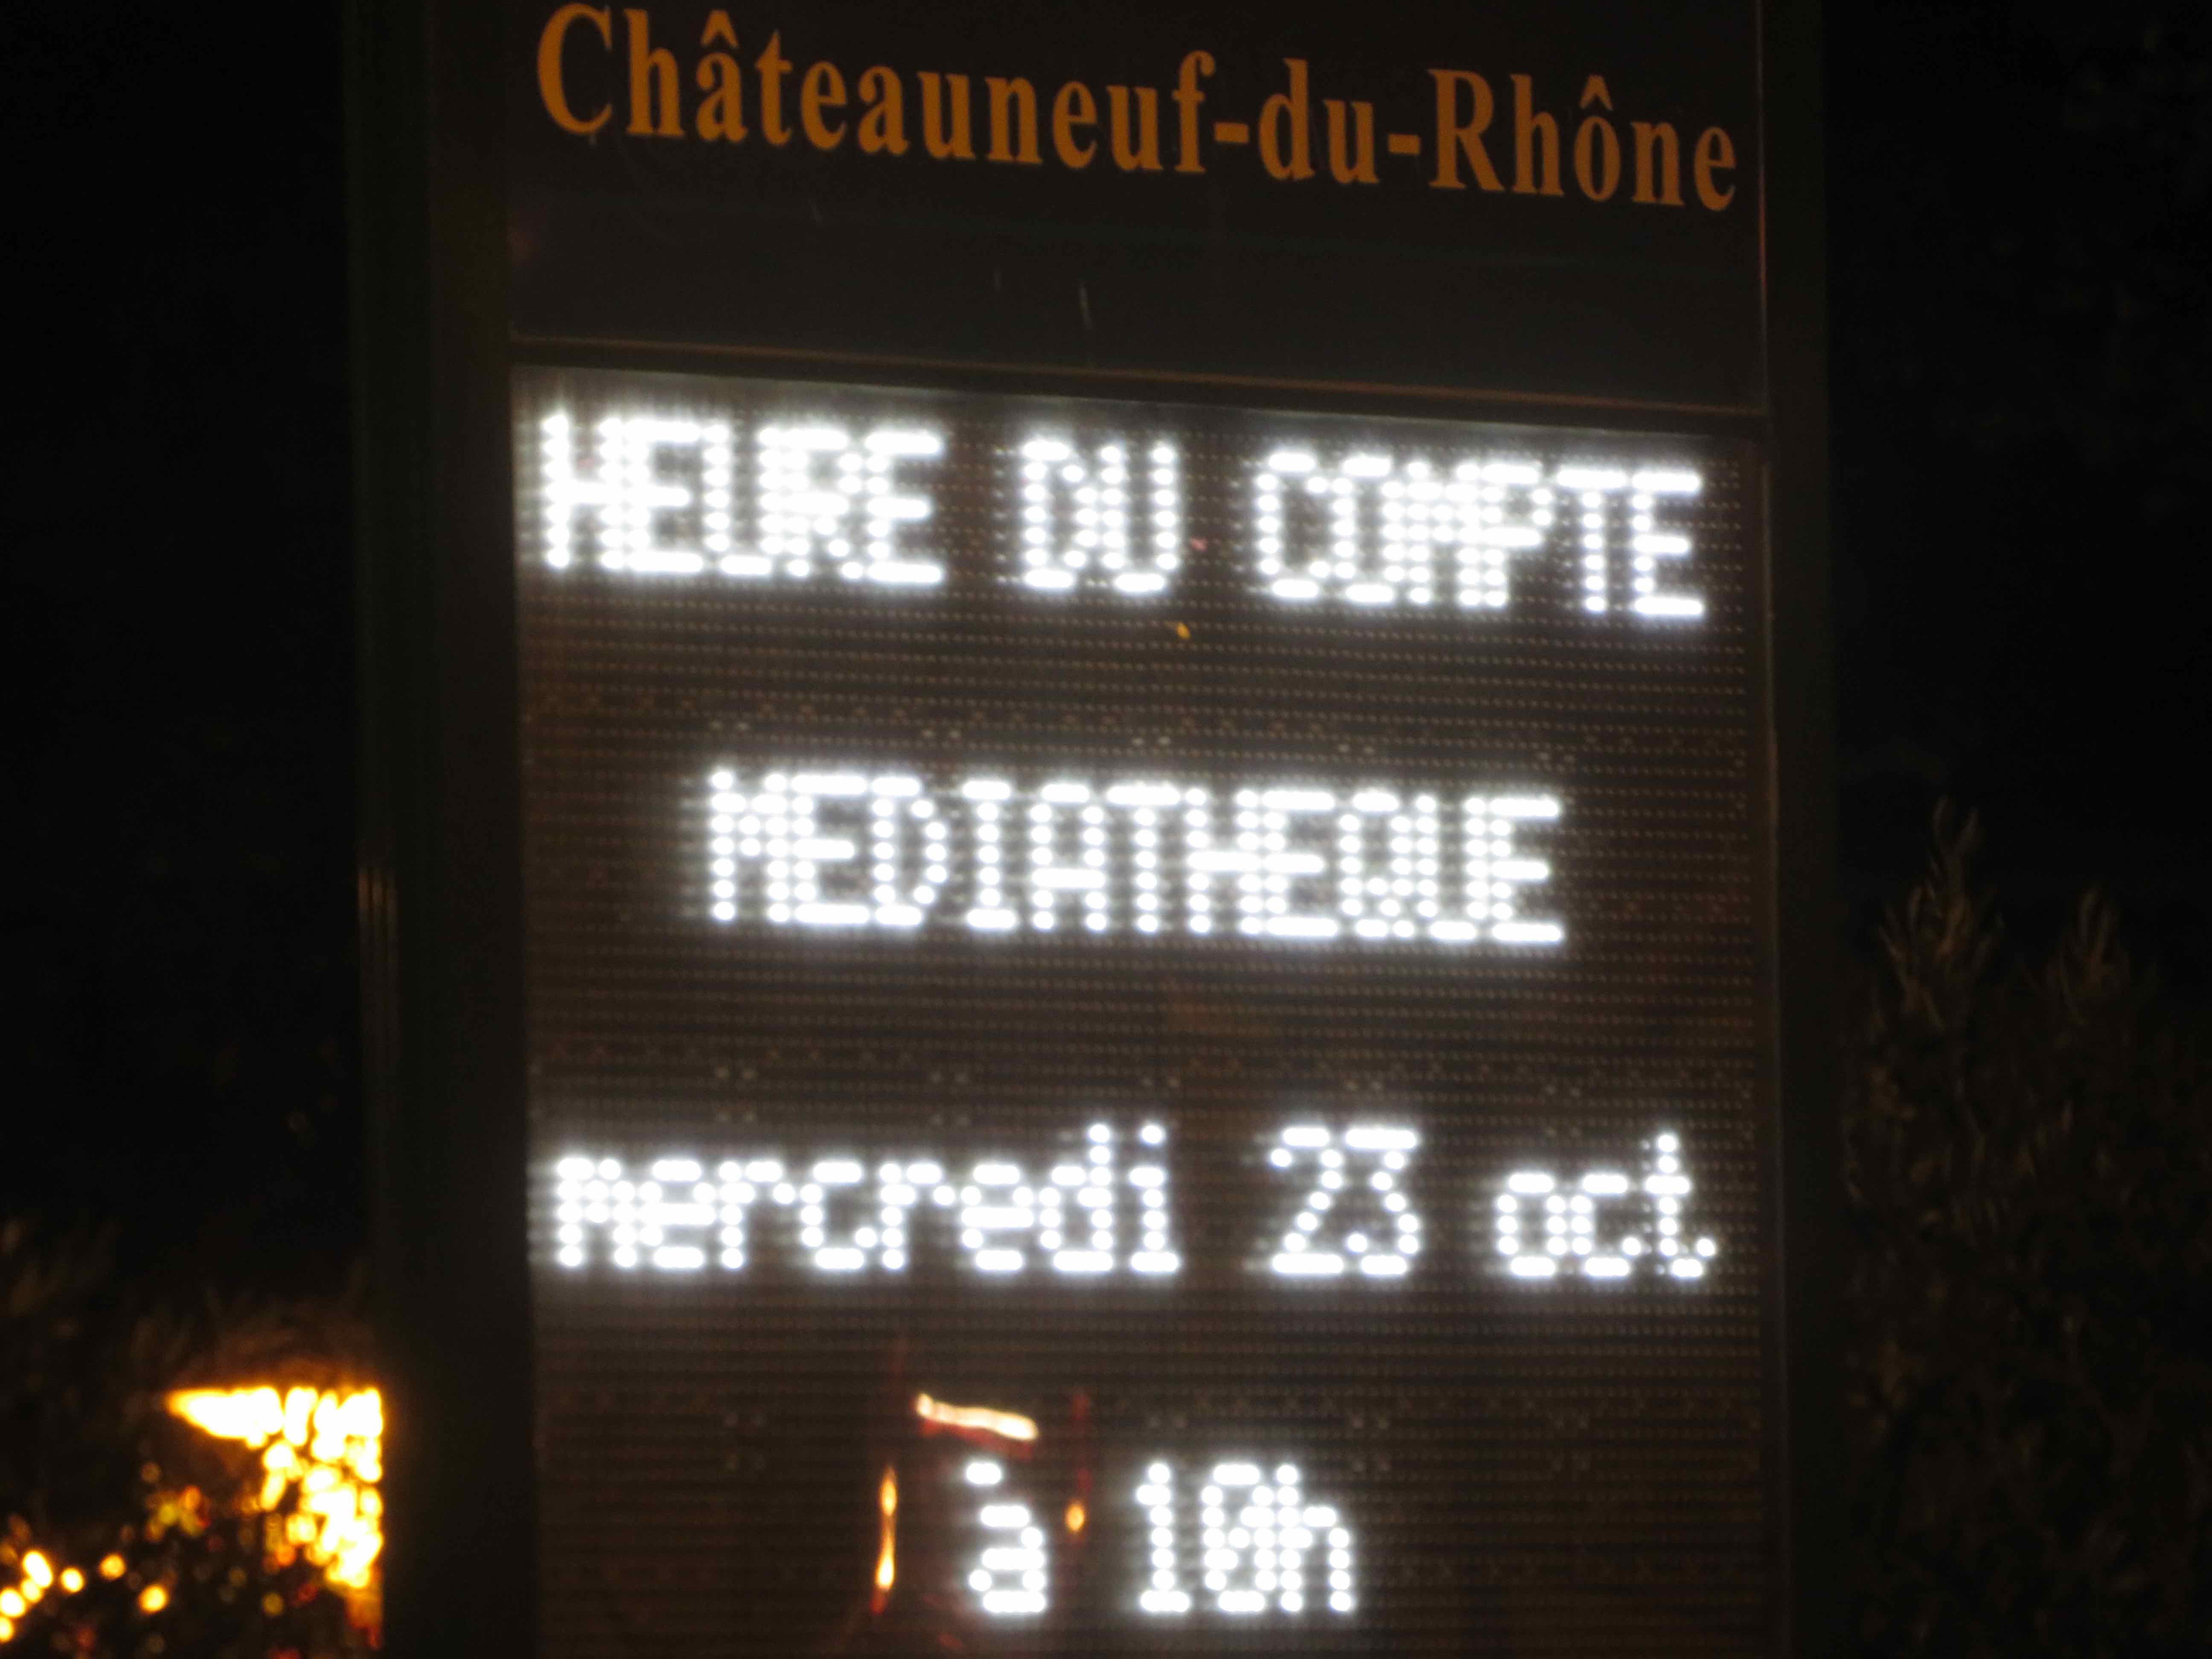 Châteauneuf-du-Rhône
HEURE DU COMPTE
MEDIATHEQUE
mercredi 23 oct.
à 10h